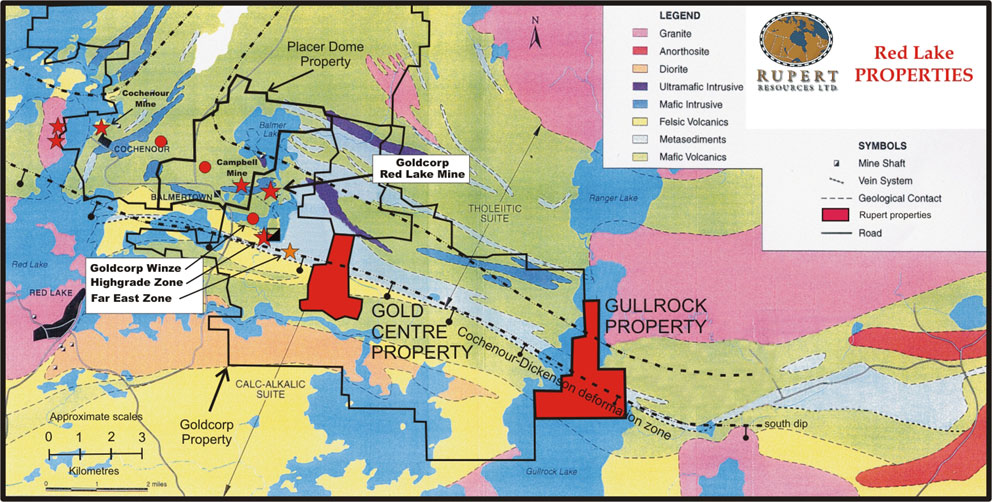 Placer Dome
Property
N
LEGEND
Granite
Anorthosite
Diorite
Ultramafic Intrusive
Mafic Intrusive
Felsic Volcanics
Metasediments
Mafic Volcanics
RUPERT
RESOURCES LTD.
Red Lake
PROPERTIES
SYMBOLS
Mine Shaft
Vein System
Geological Contact
Rupert properties
Road
Cochenour
Mine
COCHENOUR
Balmer
Lake
Campbell
Mine
BALMERTOWN
Goldcorp
Red Lake Mine
THOLEIITIC
SUITE
Ranger Lake
Goldcorp Winze
Highgrade Zone
Far East Zone
Red Lake
RED LAKE
GOLD
CENTRE
PROPERTY
GULLROCK
PROPERTY
Cochenour-Dickenson deformation zone
south dip
CALC-ALKALIC
SUITE
Goldcorp
Property
Gullrock Lake
Approximate scales
0 1 2 3
Kilometres
0 2 miles